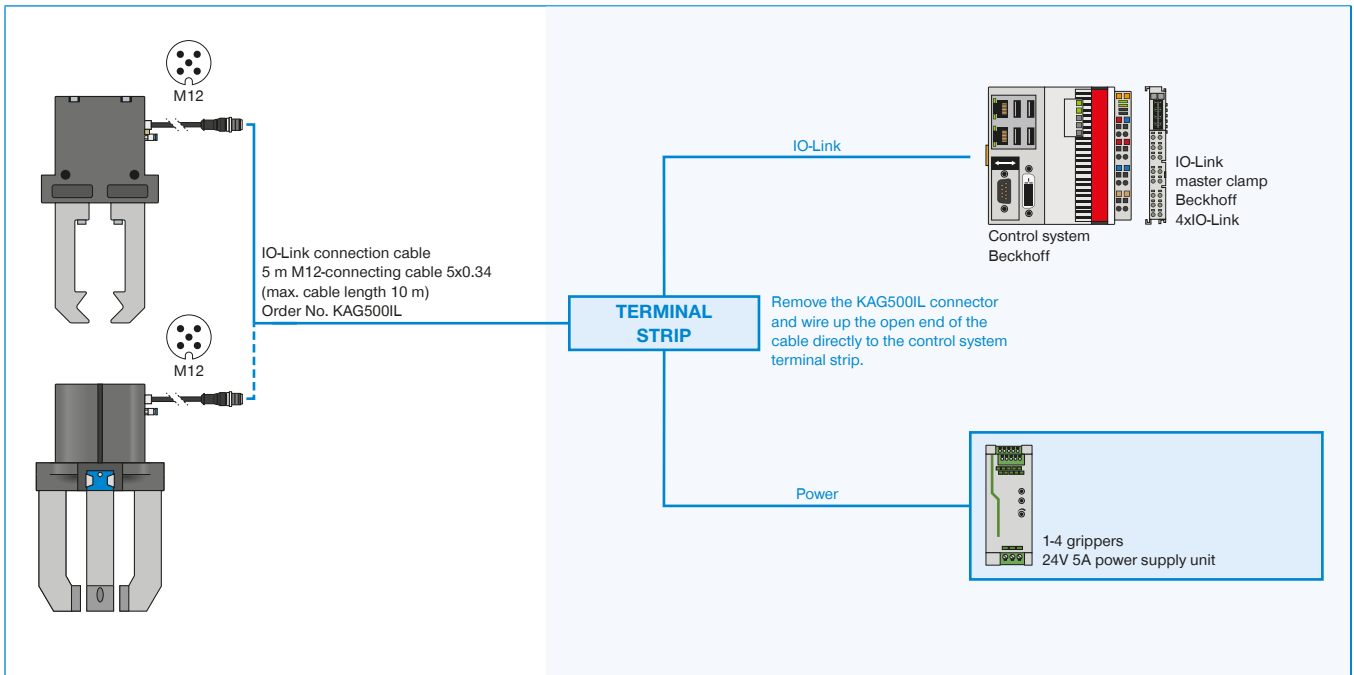 M12
IO-Link connection cable
5 m M12-connecting cable 5x0.34
(max. cable length 10 m)
Order No. KAG500IL
M12
TERMINAL
STRIP
IO-Link
Control system
Beckhoff
IO-Link
master clamp
Beckhoff
4xIO-Link
Remove the KAG500IL connector
and wire up the open end of the
cable directly to the control system
terminal strip.
Power
1-4 grippers
24V 5A power supply unit